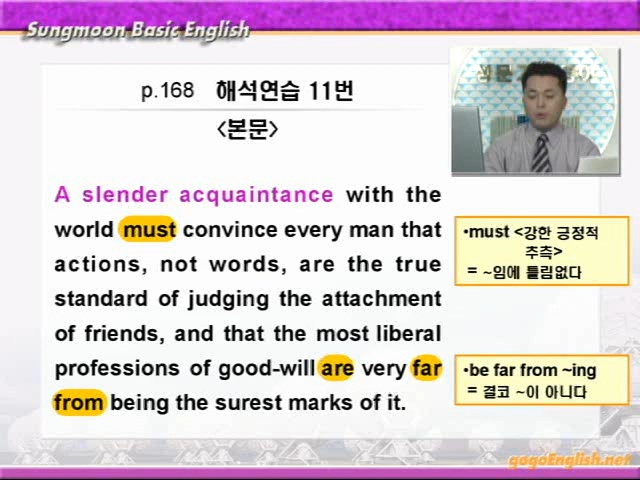 Sungmoon Basic English
p.168 해석연습 11번
<본문>
A slender acquaintance with the
world must convince every man that
actions, not words, are the true
standard of judging the attachment
of friends, and that the most liberal
professions of good-will are very far
from being the surest marks of it.
•must <강한 긍정적
추측>
= ~임에 틀림없다
•be far from ~ing
= 결코 ~이 아니다
gogoEnglish.net